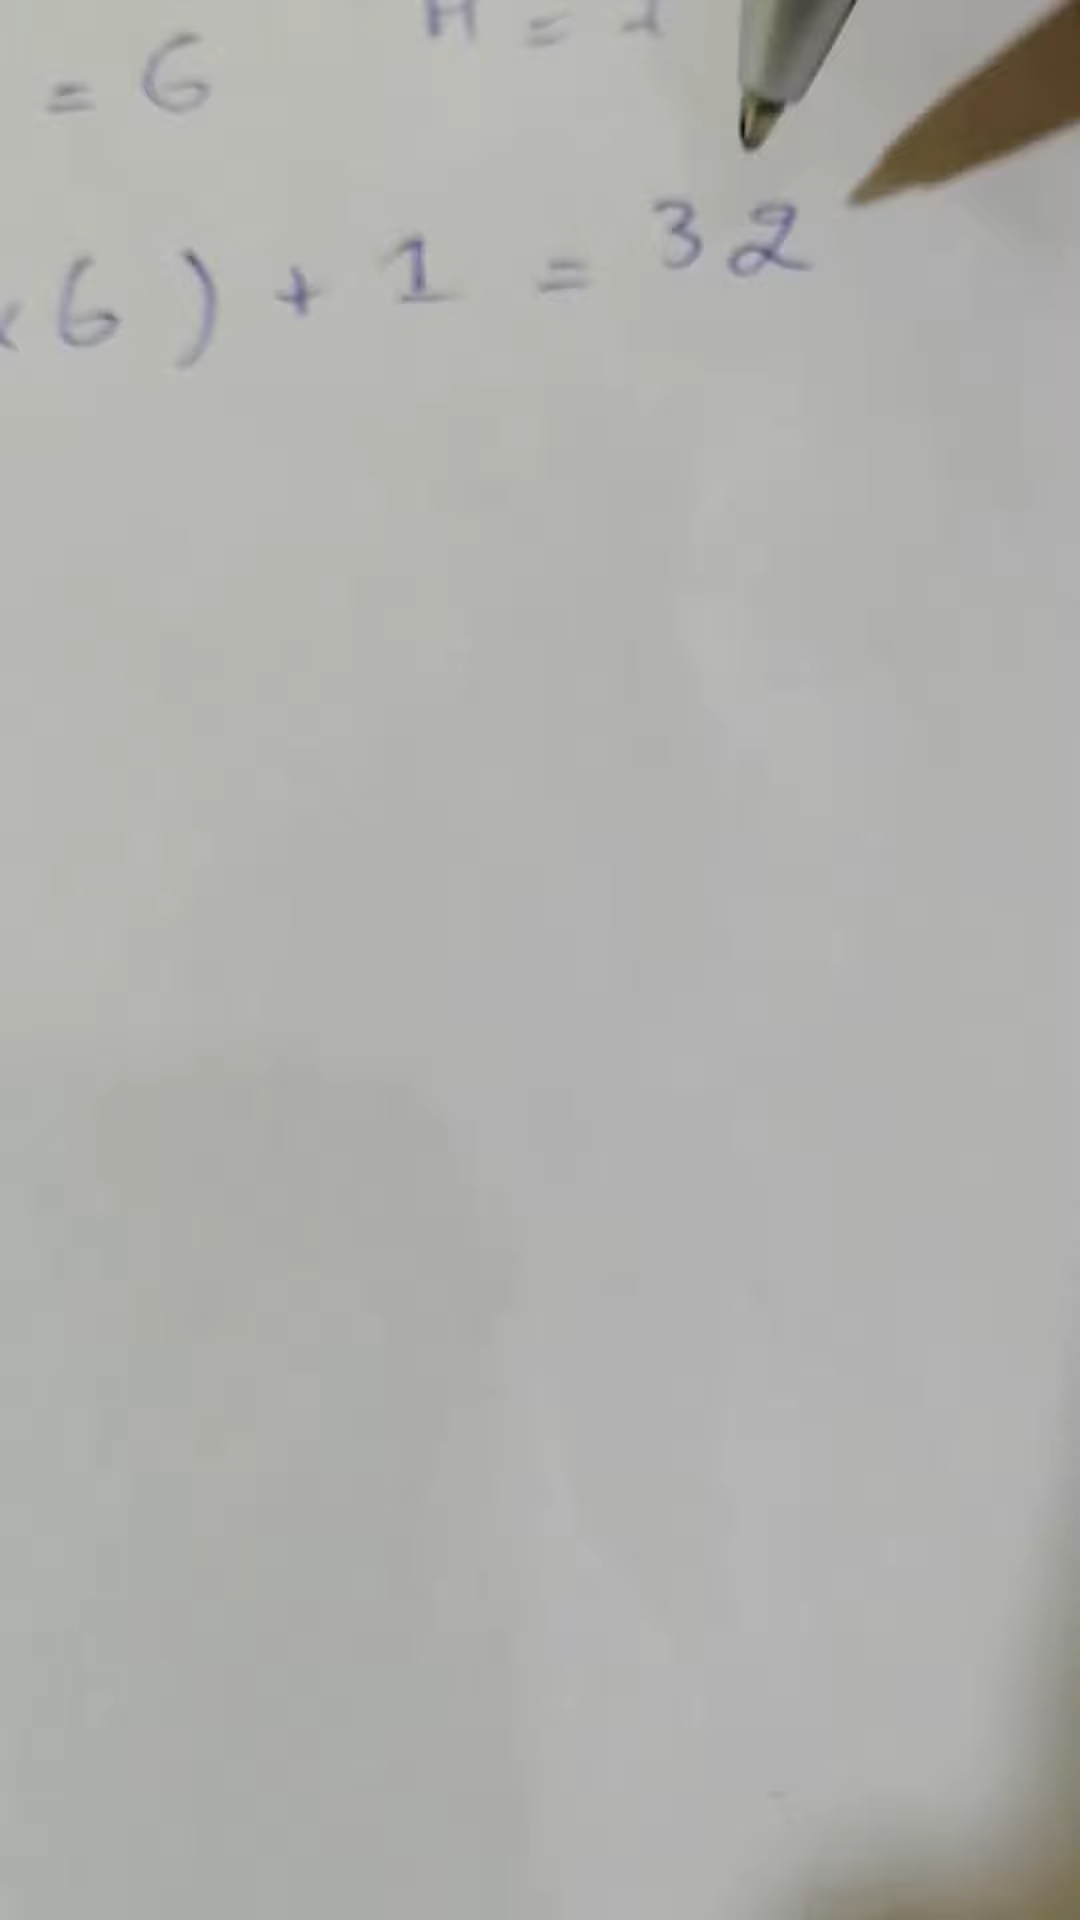 = 6 H =
6 ) + 1 = 32